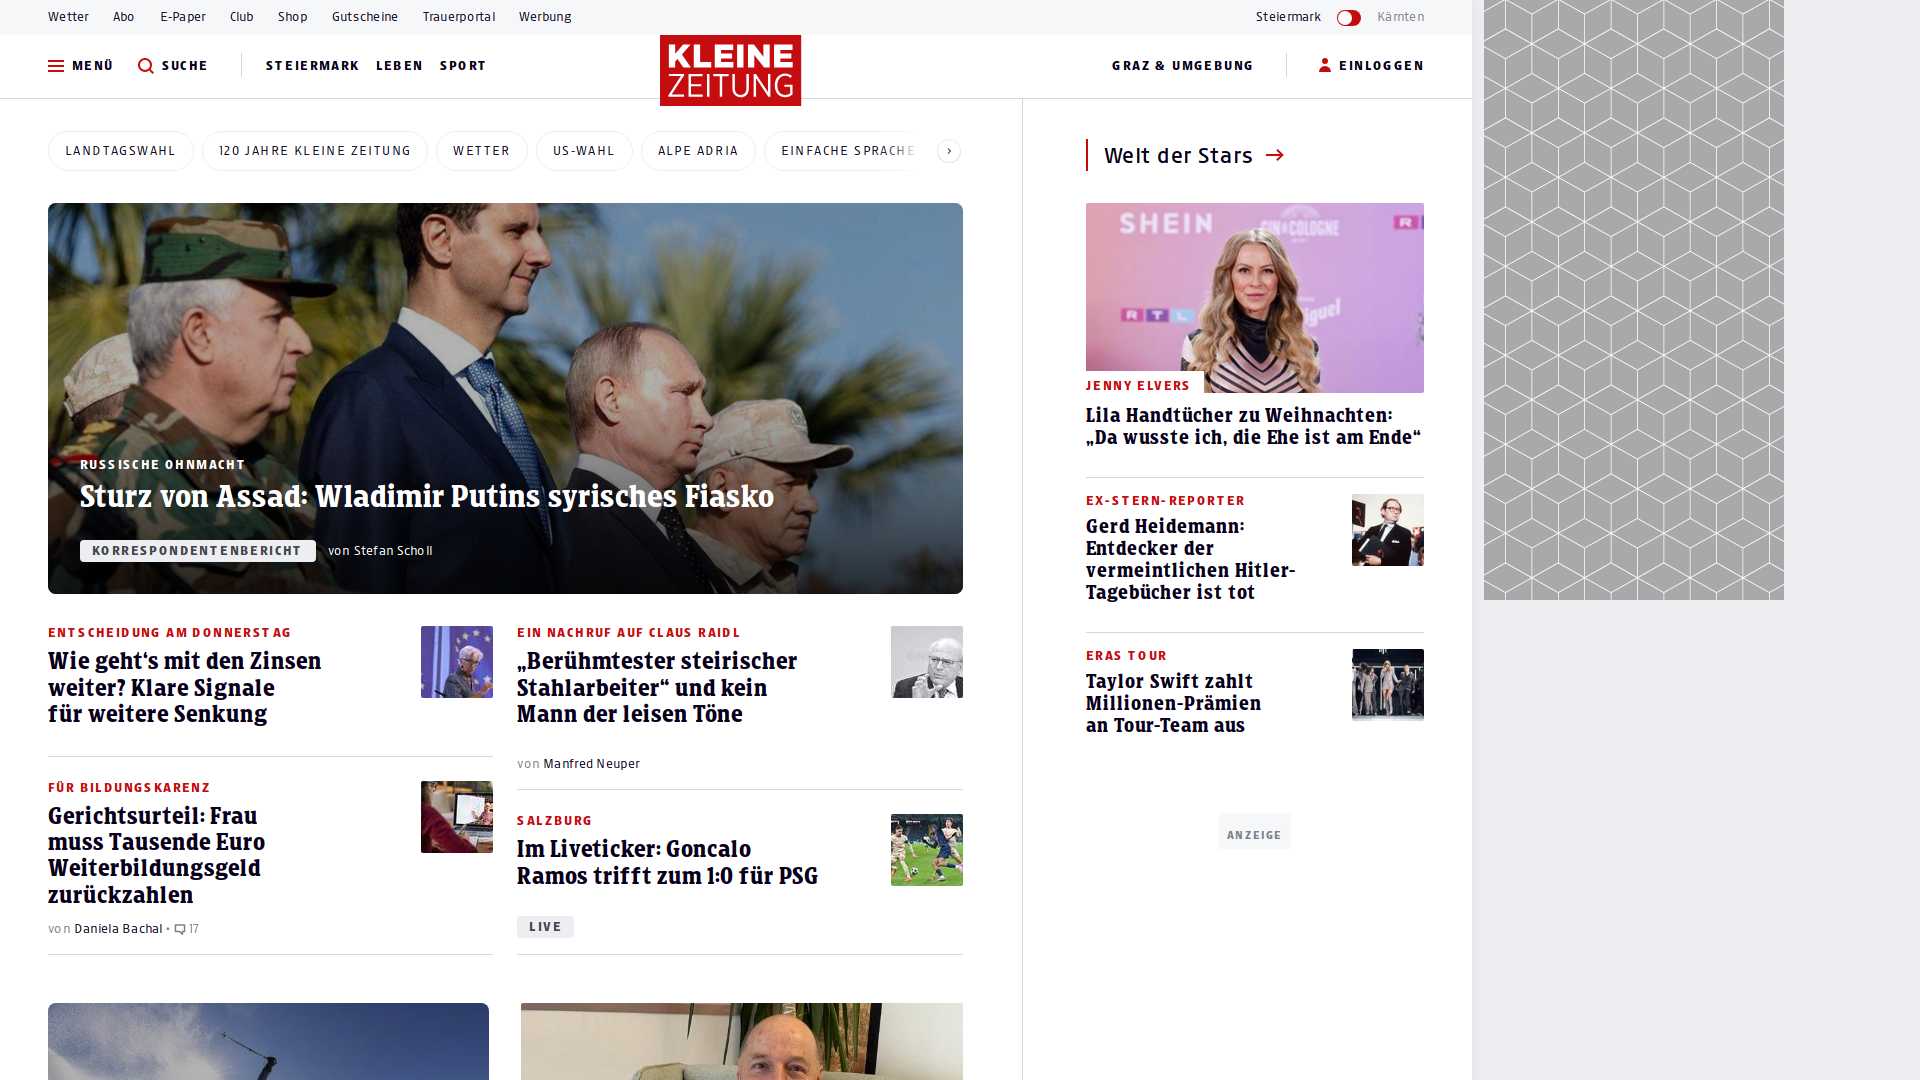 Wetter Abo E-Paper Club Shop Gutscheine Trauerportal Werbung Steiermark Kärnten
MENÜ SUCHE STEIERMARK LEBEN SPORT KLEINE ZEITUNG GRAZ & UMGEBUNG EINLOGGEN
LANDTAGSWAHL 120 JAHRE KLEINE ZEITUNG WETTER US-WAHL ALPE ADRIA EINFACHE SPRACHE
RUSSISCHE OHNMACHT
Sturz von Assad: Wladimir Putins syrisches Fiasko
KORRESPONDENTENBERICHT von Stefan Scholl
ENTSCHEIDUNG AM DONNERSTAG
Wie geht‘s mit den Zinsen
weiter? Klare Signale
für weitere Senkung
FÜR BILDUNGSKARENZ
Gerichtsurteil: Frau
muss Tausende Euro
Weiterbildungsgeld
zurückzahlen
von Daniela Bachal • 17
EIN NACHRUF AUF CLAUS RAIDL
„Berühmtester steirischer
Stahlarbeiter“ und kein
Mann der leisen Töne
von Manfred Neuper
SALZBURG
Im Liveticker: Goncalo
Ramos trifft zum 1:0 für PSG
LIVE
Welt der Stars
SHEIN
GIN COLOGNE
R
RTL
JENNY ELVERS
Lila Handtücher zu Weihnachten:
„Da wusste ich, die Ehe ist am Ende“
EX-STERN-REPORTER
Gerd Heidemann:
Entdecker der
vermeintlichen Hitler-
Tagebücher ist tot
ERAS TOUR
Taylor Swift zahlt
Millionen-Prämien
an Tour-Team aus
ANZEIGE